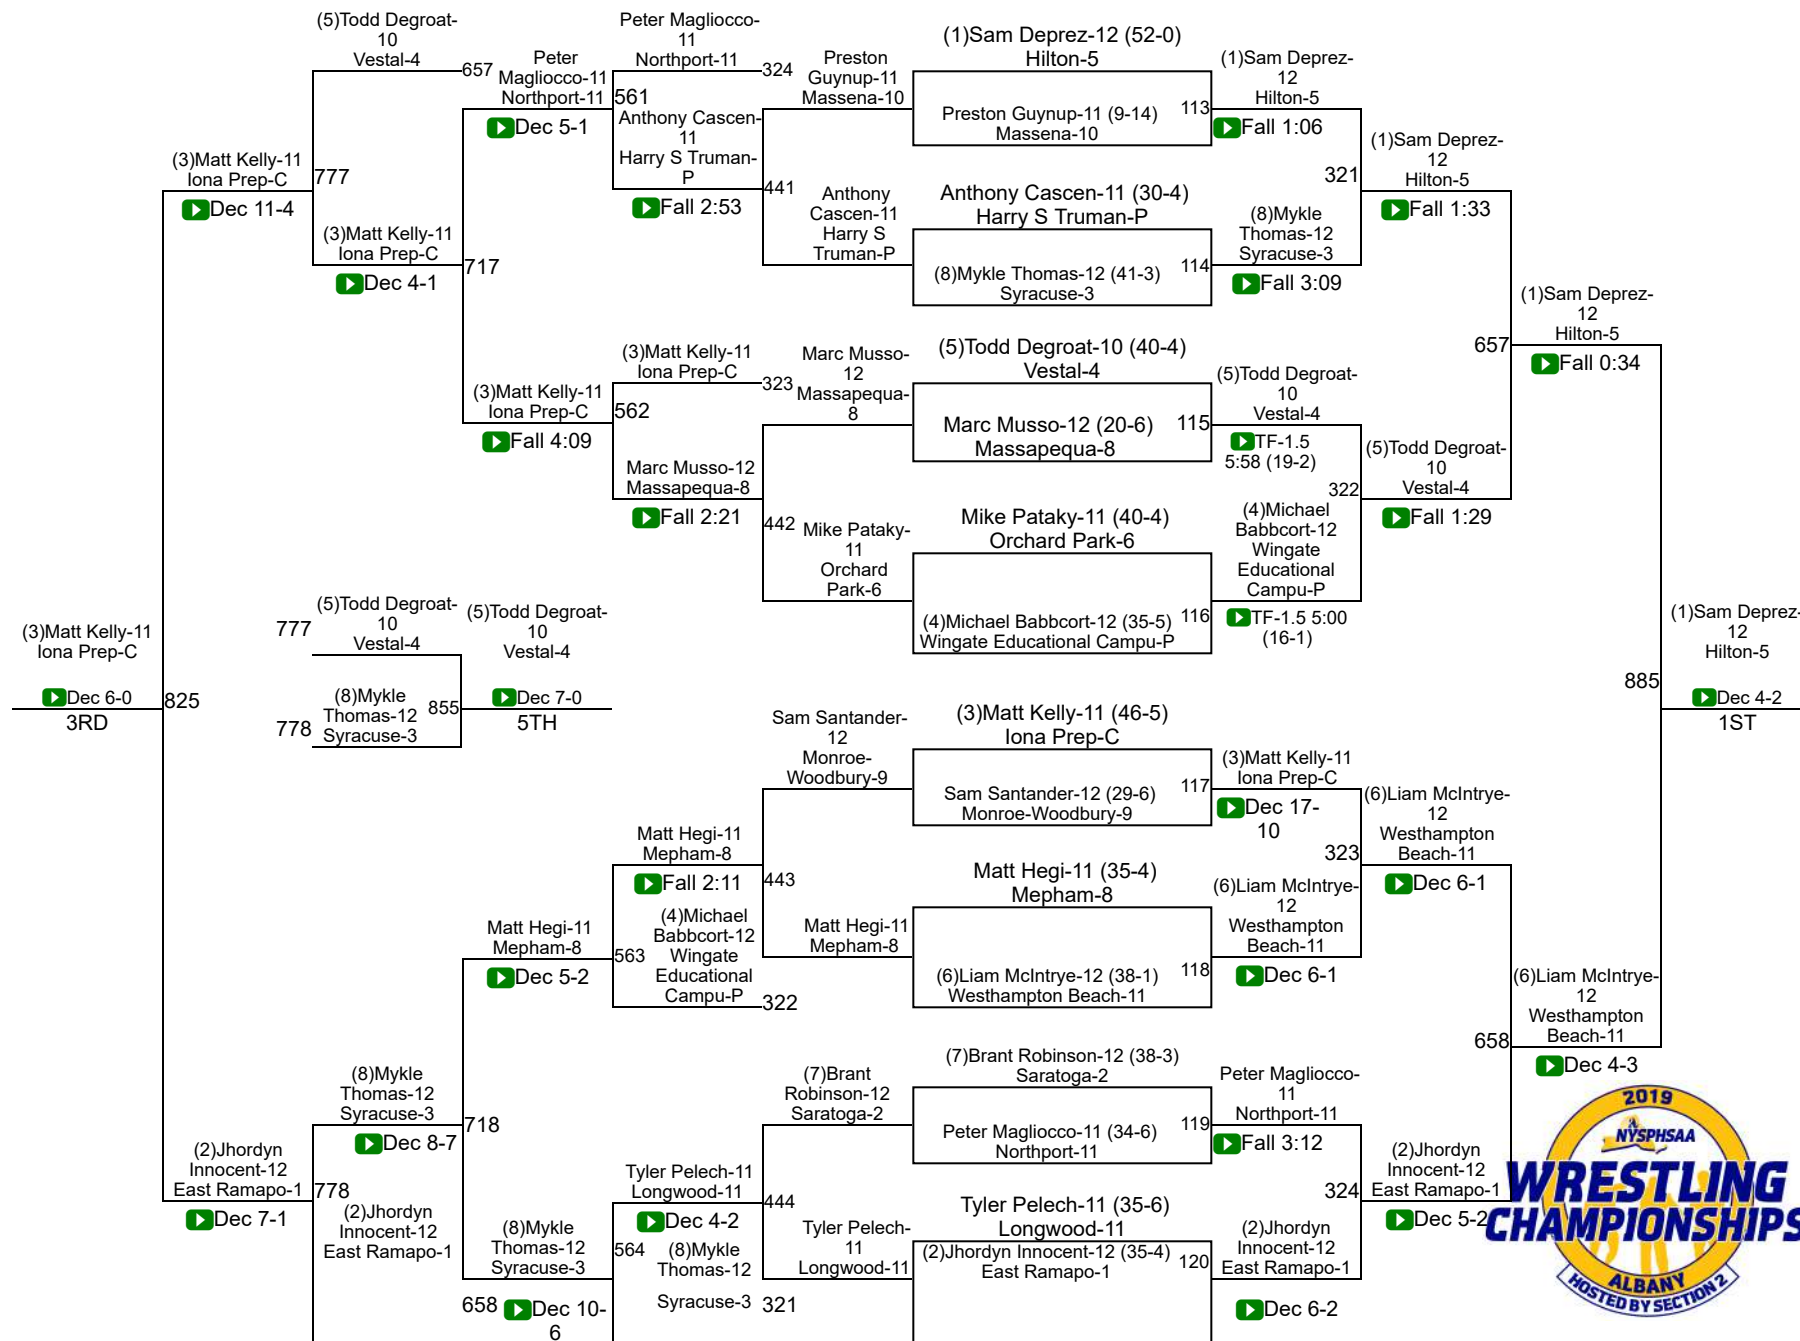 (5)Todd Degroat-
10
Vestal-4
657
Peter
Magliocco-11
Northport-11
Dec 5-1
Peter Magliocco-
11
Northport-11
324
561
Anthony Cascen-
11
Harry S Truman-
P
Fall 2:53
441
Preston
Guynup-11
Massena-10
Anthony
Cascen-11
Harry S
Truman-P
(1)Sam Deprez-12 (52-0)
Hilton-5
Preston Guynup-11 (9-14)
Massena-10
113
Anthony Cascen-11 (30-4)
Harry S Truman-P
(8)Mykle Thomas-12 (41-3)
Syracuse-3
114
(1)Sam Deprez-
12
Hilton-5
Fall 1:06
321
(8)Mykle
Thomas-12
Syracuse-3
Fall 3:09
(1)Sam Deprez-
12
Hilton-5
Fall 1:33
(3)Matt Kelly-11
Iona Prep-C
Dec 11-4
777
(3)Matt Kelly-11
Iona Prep-C
Dec 4-1
717
(3)Matt Kelly-11
Iona Prep-C
Fall 4:09
(3)Matt Kelly-11
Iona Prep-C
323
562
Marc Musso-12
Massapequa-8
Fall 2:21
442
Marc Musso-
12
Massapequa-
8
Mike Pataky-
11
Orchard
Park-6
(5)Todd Degroat-10 (40-4)
Vestal-4
Marc Musso-12 (20-6)
Massapequa-8
115
Mike Pataky-11 (40-4)
Orchard Park-6
(4)Michael Babbcort-12 (35-5)
Wingate Educational Campu-P
116
(5)Todd Degroat-
10
Vestal-4
TF-1.5
5:58 (19-2)
322
(4)Michael
Babbcort-12
Wingate
Educational
Campu-P
TF-1.5 5:00
(16-1)
(5)Todd Degroat-
10
Vestal-4
Fall 1:29
657
(1)Sam Deprez-
12
Hilton-5
Fall 0:34
(3)Matt Kelly-11
Iona Prep-C
Dec 6-0
3RD
825
777
(5)Todd Degroat-
10
Vestal-4
778
(8)Mykle
Thomas-12
Syracuse-3
855
(5)Todd Degroat-
10
Vestal-4
Dec 7-0
5TH
885
(1)Sam Deprez-
12
Hilton-5
Dec 4-2
1ST
Sam Santander-
12
Monroe-
Woodbury-9
(3)Matt Kelly-11 (46-5)
Iona Prep-C
Sam Santander-12 (29-6)
Monroe-Woodbury-9
117
(3)Matt Kelly-11
Iona Prep-C
Dec 17-
10
Matt Hegi-11
Mepham-8
Fall 2:11
443
Matt Hegi-11
Mepham-8
Matt Hegi-11 (35-4)
Mepham-8
(6)Liam McIntrye-12 (38-1)
Westhampton Beach-11
118
323
(6)Liam McIntrye-
12
Westhampton
Beach-11
Dec 6-1
(6)Liam McIntrye-
12
Westhampton
Beach-11
Dec 6-1
Matt Hegi-11
Mepham-8
Dec 5-2
563
(4)Michael
Babbcort-12
Wingate
Educational
Campu-P
322
(6)Liam McIntrye-
12
Westhampton
Beach-11
Dec 4-3
658
(8)Mykle
Thomas-12
Syracuse-3
Dec 8-7
718
(7)Brant
Robinson-12
Saratoga-2
(7)Brant Robinson-12 (38-3)
Saratoga-2
Peter Magliocco-11 (34-6)
Northport-11
119
Peter Magliocco-
11
Northport-11
Fall 3:12
(2)Jhordyn
Innocent-12
East Ramapo-1
Dec 7-1
778
(2)Jhordyn
Innocent-12
East Ramapo-1
658
(8)Mykle
Thomas-12
Syracuse-3
Dec 10-
6
Tyler Pelech-11
Longwood-11
Dec 4-2
444
564
(8)Mykle
Thomas-12
Syracuse-3
321
Tyler Pelech-
11
Longwood-11
Tyler Pelech-11 (35-6)
Longwood-11
(2)Jhordyn Innocent-12 (35-4)
East Ramapo-1
120
324
(2)Jhordyn
Innocent-12
East Ramapo-1
Dec 6-2
(2)Jhordyn
Innocent-12
East Ramapo-1
Dec 5-2
2019
NYSPHSAA
WRESTLING
CHAMPIONSHIPS
ALBANY
HOSTED BY SECTION 2